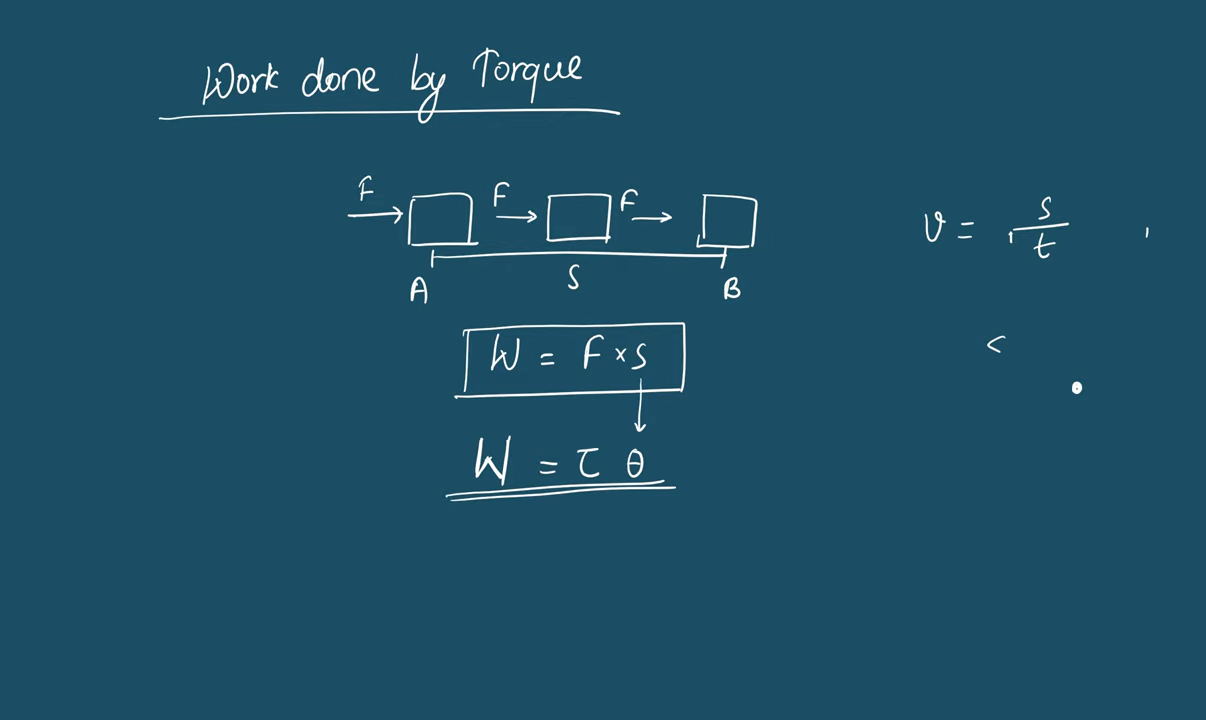 Work done by Torque
F F F
A S B
W = F × s
W = τ θ
v = s / t
<